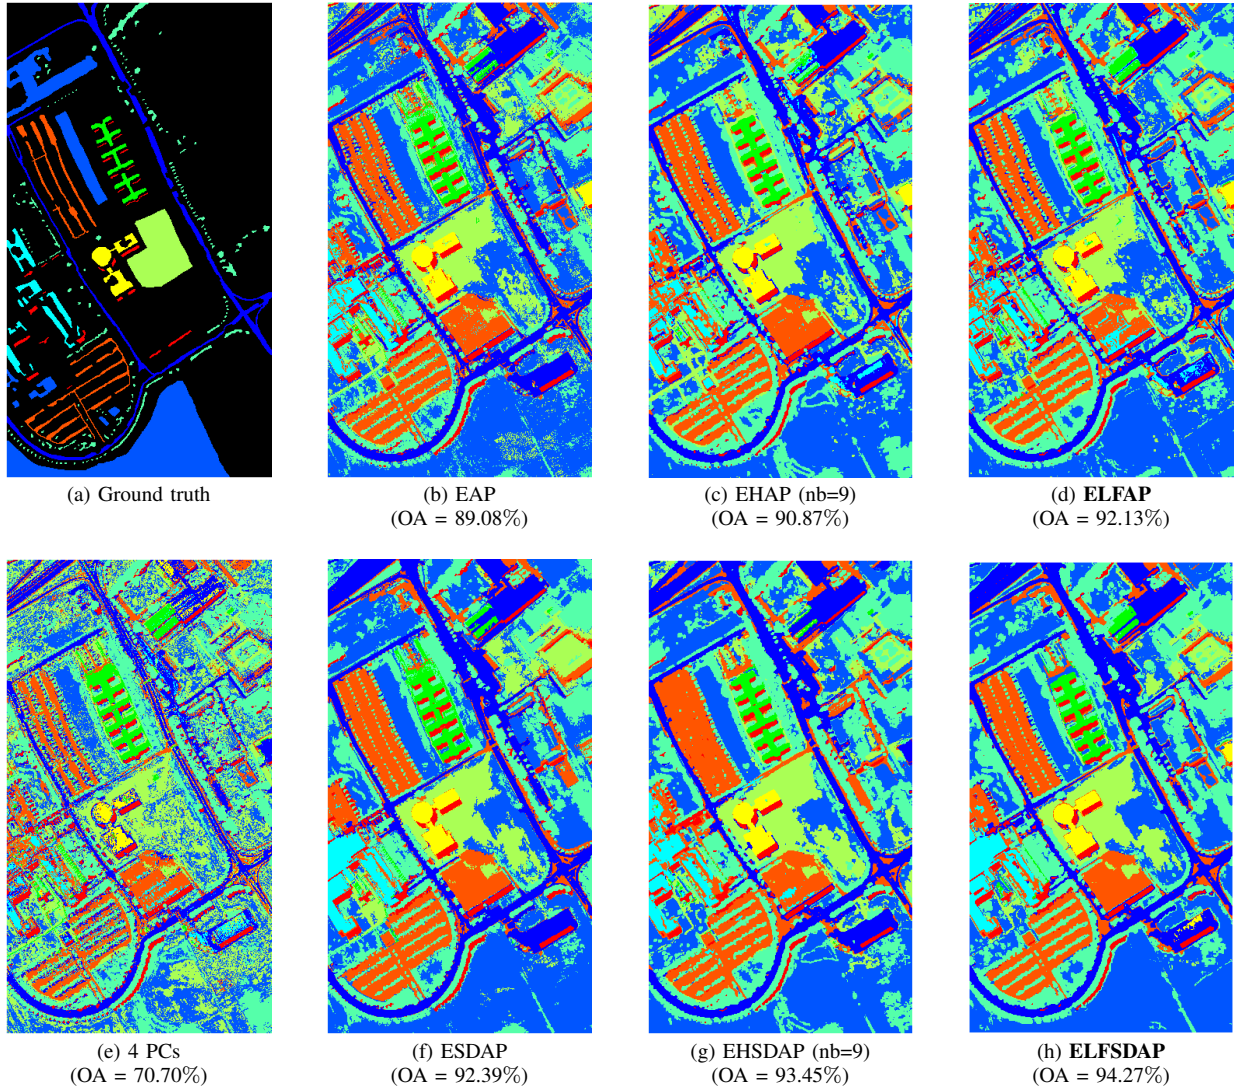 (a) Ground truth
(b) EAP
(OA = 89.08%)
(c) EHAP (nb=9)
(OA = 90.87%)
(d) ELFAP
(OA = 92.13%)
(e) 4 PCs
(OA = 70.70%)
(f) ESDAP
(OA = 92.39%)
(g) EHSDAP (nb=9)
(OA = 93.45%)
(h) ELFSDAP
(OA = 94.27%)